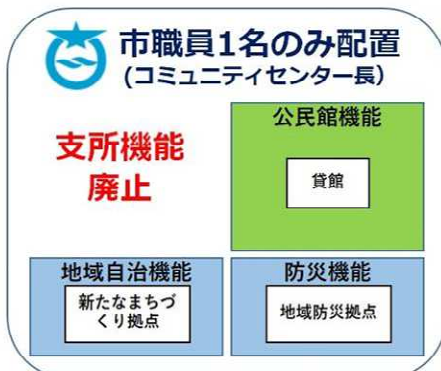 市職員1名のみ配置
(コミュニティセンター長)
支所機能
廃止
公民館機能
貸館
地域自治機能
新たなまちづ
くり拠点
防災機能
地域防災拠点